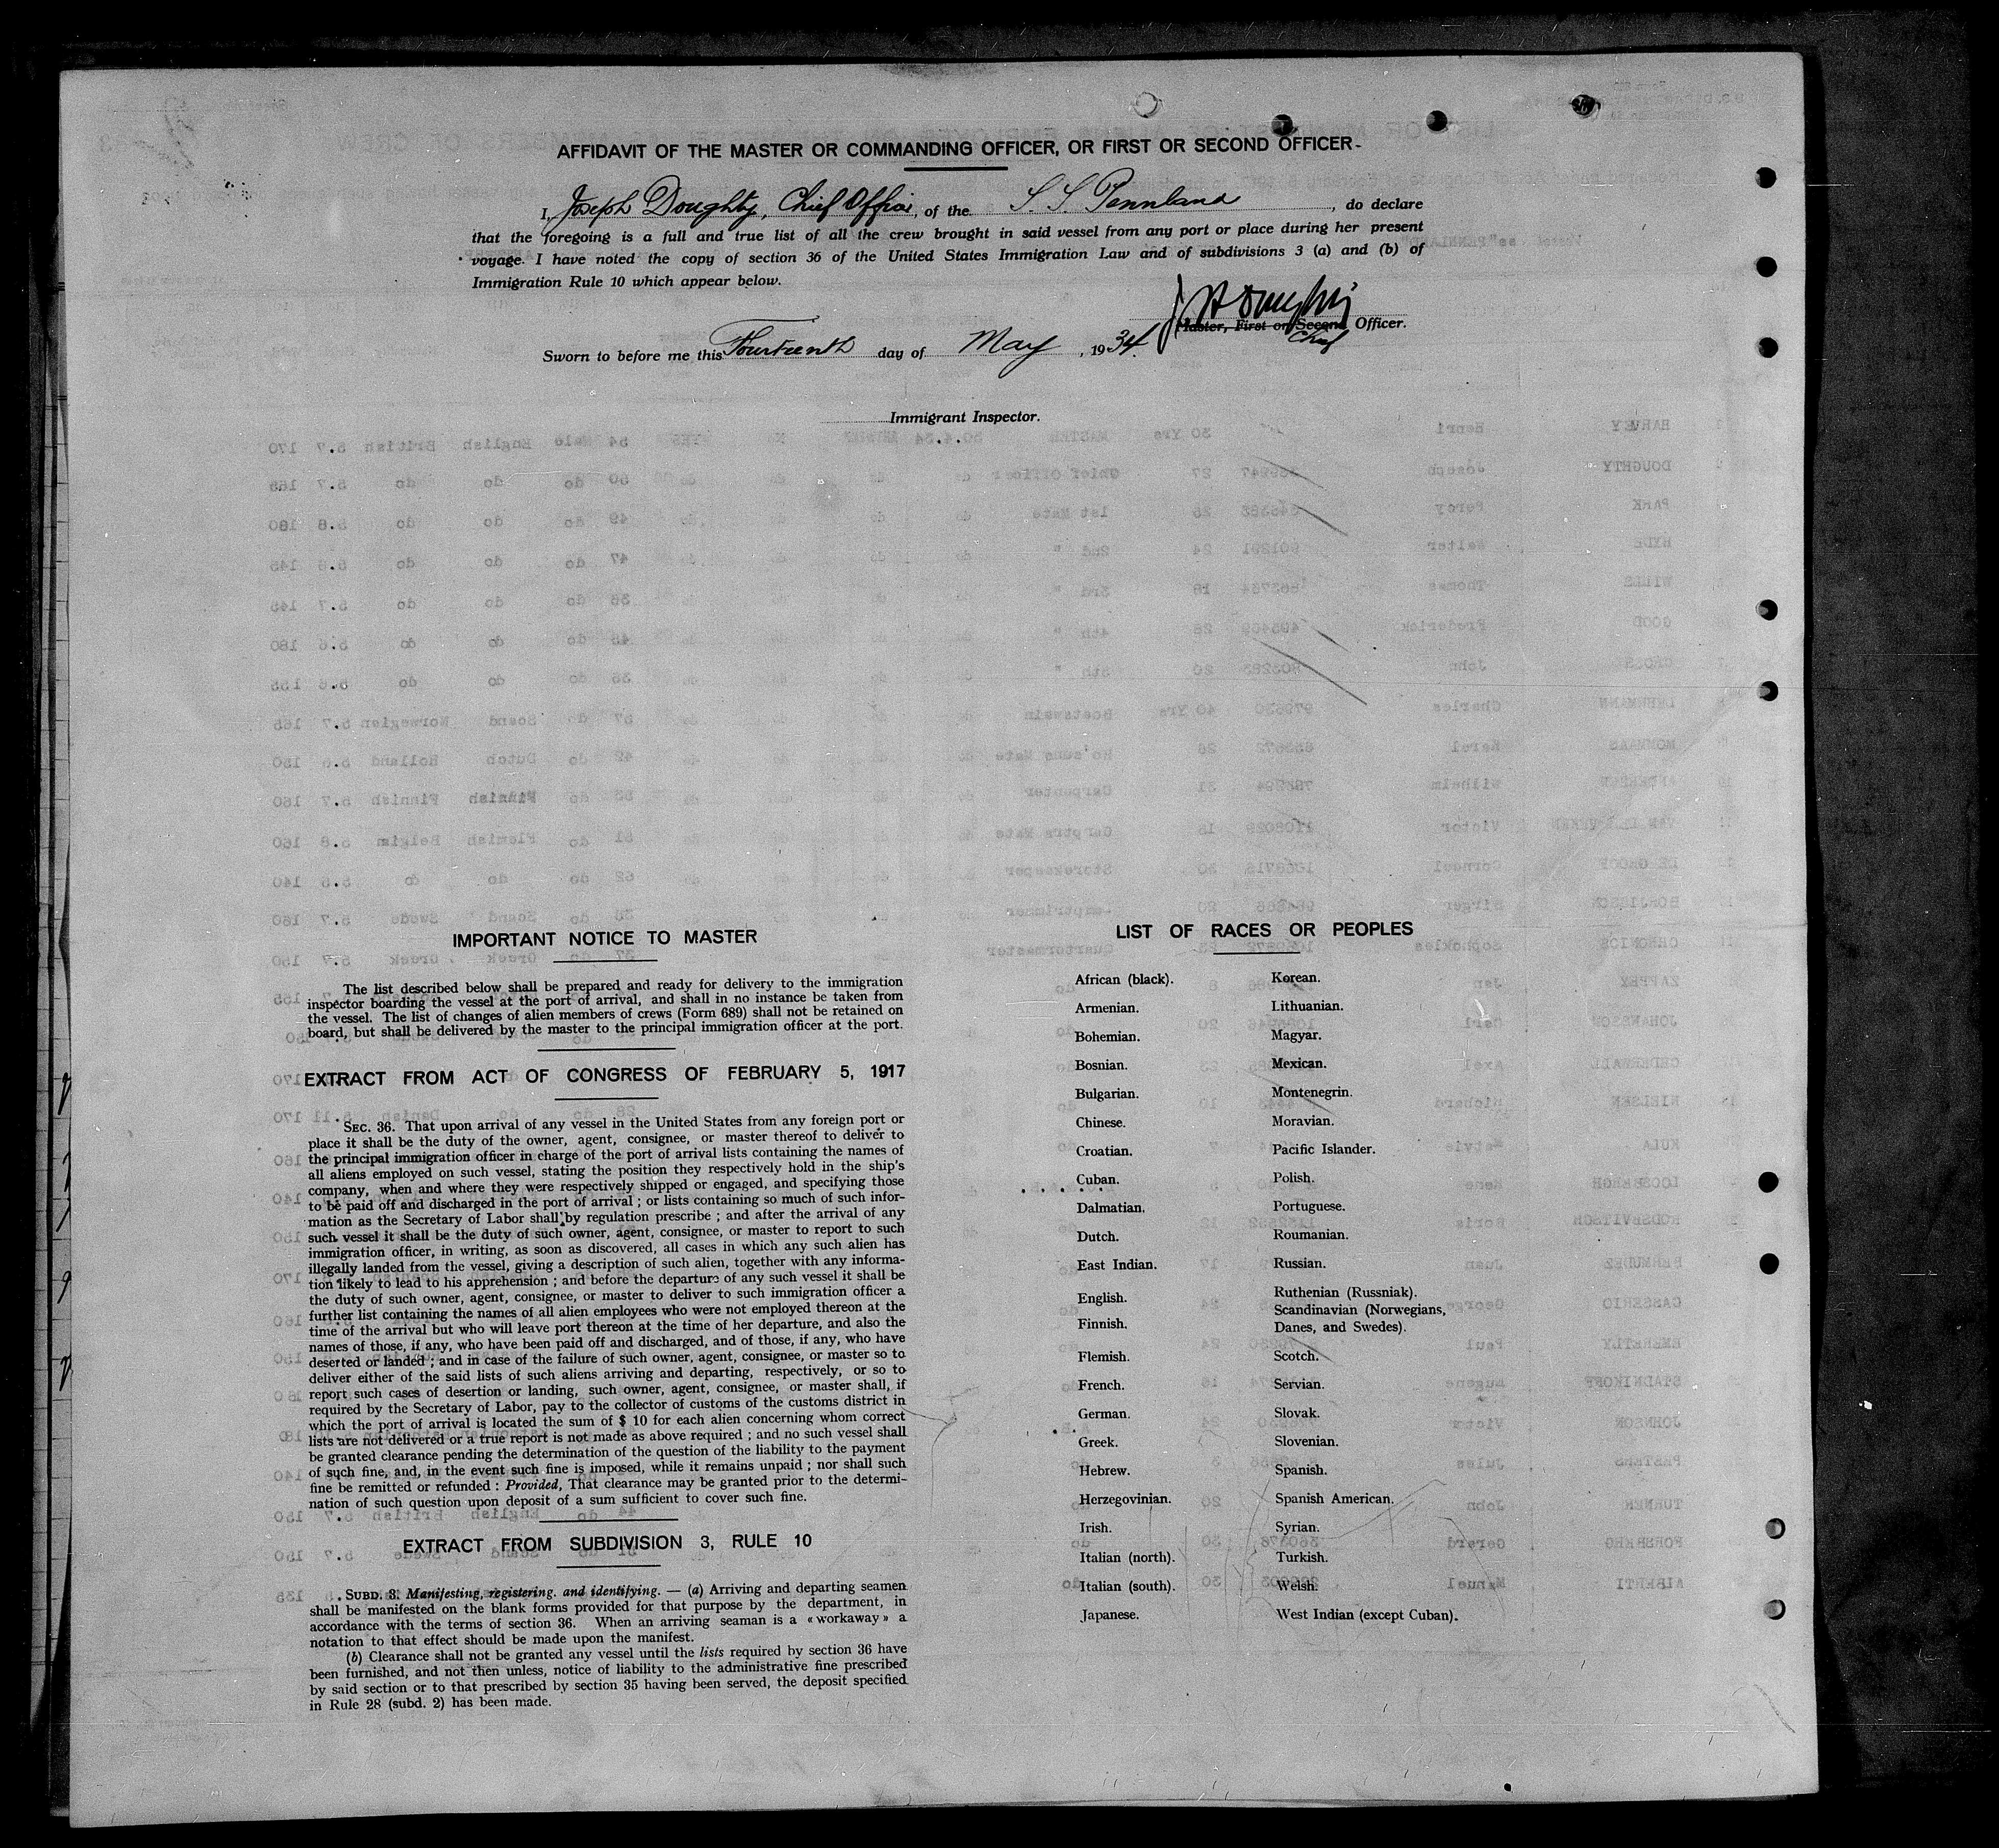 AFFIDAVIT OF THE MASTER OR COMMANDING OFFICER, OR FIRST OR SECOND OFFICER
I, Joseph Doughty, Chief Officer, of the S. S. Pennland, do declare
that the foregoing is a full and true list of all the crew brought in said vessel from any port or place during her present
voyage. I have noted the copy of section 36 of the United States Immigration Law and of subdivisions 3 (a) and (b) of
Immigration Rule 10 which appear below.
Master, First or Second Officer.
Chief
Sworn to before me this Fourteenth day of May, 1934.
Immigrant Inspector.
IMPORTANT NOTICE TO MASTER
The list described below shall be prepared and ready for delivery to the immigration
inspector boarding the vessel at the port of arrival, and shall in no instance be taken from
the vessel. The list of changes of alien members of crews (Form 689) shall not be retained on
board, but shall be delivered by the master to the principal immigration officer at the port.
EXTRACT FROM ACT OF CONGRESS OF FEBRUARY 5, 1917
SEC. 36. That upon arrival of any vessel in the United States from any foreign port or
place it shall be the duty of the owner, agent, consignee, or master thereof to deliver to
the principal immigration officer in charge of the port of arrival lists containing the names of
all aliens employed on such vessel, stating the position they respectively hold in the ship's
company, when and where they were respectively shipped or engaged, and specifying those
to be paid off and discharged in the port of arrival ; or lists containing so much of such infor-
mation as the Secretary of Labor shall by regulation prescribe ; and after the arrival of any
such vessel it shall be the duty of such owner, agent, consignee, or master to report to such
immigration officer, in writing, as soon as discovered, all cases in which any such alien has
illegally landed from the vessel, giving a description of such alien, together with any informa-
tion likely to lead to his apprehension ; and before the departure of any such vessel it shall be
the duty of such owner, agent, consignee, or master to deliver to such immigration officer a
further list containing the names of all alien employees who were not employed thereon at the
time of the arrival but who will leave port thereon at the time of her departure, and also the
names of those, if any, who have been paid off and discharged, and of those, if any, who have
deserted or landed ; and in case of the failure of such owner, agent, consignee, or master so to
deliver either of the said lists of such aliens arriving and departing, respectively, or so to
report such cases of desertion or landing, such owner, agent, consignee, or master shall, if
required by the Secretary of Labor, pay to the collector of customs of the customs district in
which the port of arrival is located the sum of $ 10 for each alien concerning whom correct
lists are not delivered or a true report is not made as above required ; and no such vessel shall
be granted clearance pending the determination of the question of the liability to the payment
of such fine, and, in the event such fine is imposed, while it remains unpaid ; nor shall such
fine be remitted or refunded : Provided, That clearance may be granted prior to the determi-
nation of such question upon deposit of a sum sufficient to cover such fine.
EXTRACT FROM SUBDIVISION 3, RULE 10
SUBD. 3. Manifesting, registering, and identifying. — (a) Arriving and departing seamen
shall be manifested on the blank forms provided for that purpose by the department, in
accordance with the terms of section 36. When an arriving seaman is a « workaway » a
notation to that effect should be made upon the manifest.
(b) Clearance shall not be granted any vessel until the lists required by section 36 have
been furnished, and not then unless, notice of liability to the administrative fine prescribed
by said section or to that prescribed by section 35 having been served, the deposit specified
in Rule 28 (subd. 2) has been made.
LIST OF RACES OR PEOPLES
African (black).
Armenian.
Bohemian.
Bosnian.
Bulgarian.
Chinese.
Croatian.
Cuban.
Dalmatian.
Dutch.
East Indian.
English.
Finnish.
Flemish.
French.
German.
Greek.
Hebrew.
Herzegovinian.
Irish.
Italian (north).
Italian (south).
Japanese.
Korean.
Lithuanian.
Magyar.
Mexican.
Montenegrin.
Moravian.
Pacific Islander.
Polish.
Portuguese.
Roumanian.
Russian.
Ruthenian (Russniak).
Scandinavian (Norwegians,
Danes, and Swedes).
Scotch.
Servian.
Slovak.
Slovenian.
Spanish.
Spanish American.
Syrian.
Turkish.
Welsh.
West Indian (except Cuban).